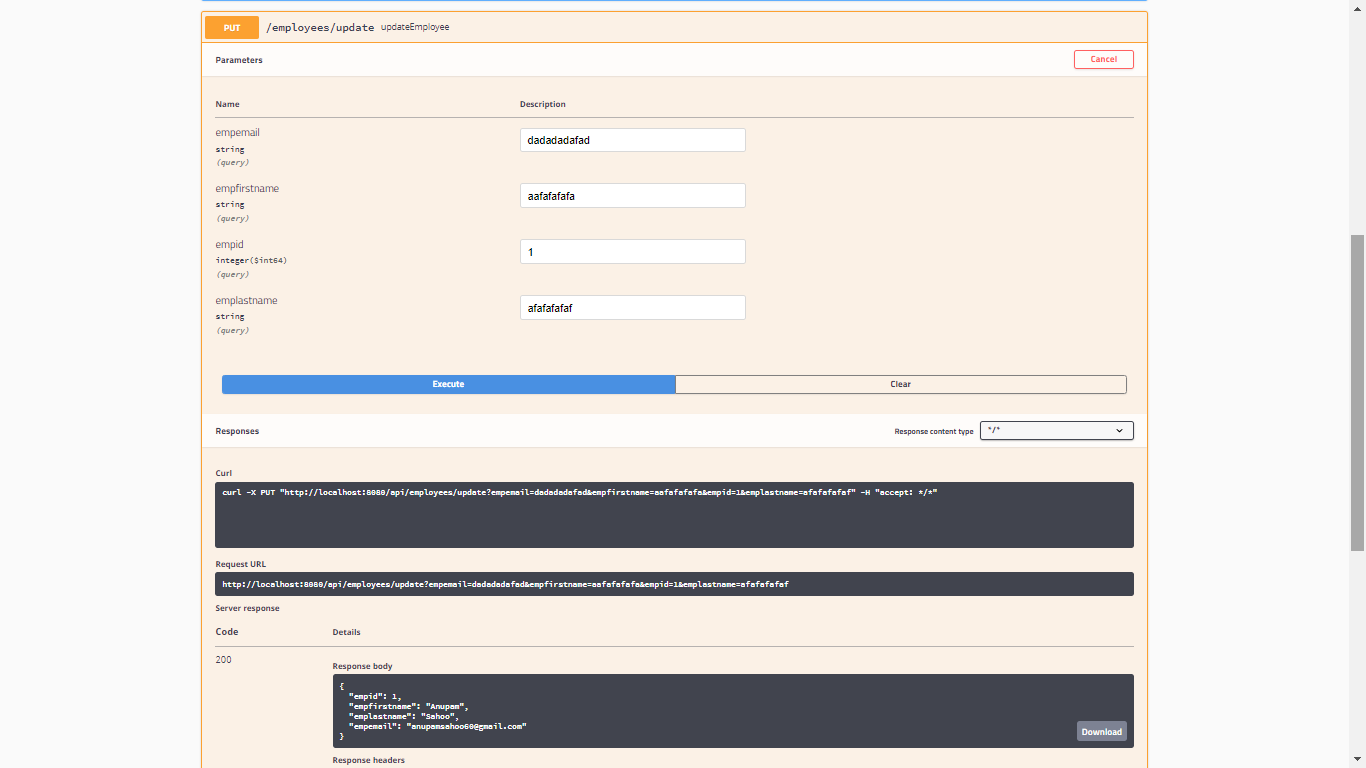 PUT /employees/update updateEmployee
Parameters Cancel
Name Description
empemail
string
(query)
dadadadafad
empfirstname
string
(query)
aafafafafa
empid
integer($int64)
(query)
1
emplastname
string
(query)
afafafafaf
Execute Clear
Responses Response content type */*
Curl
curl -X PUT "http://localhost:8080/api/employees/update?empemail=dadadadafad&empfirstname=aafafafafa&empid=1&emplastname=afafafafaf" -H "accept: */*"
Request URL
http://localhost:8080/api/employees/update?empemail=dadadadafad&empfirstname=aafafafafa&empid=1&emplastname=afafafafaf
Server response
Code Details
200
Response body
{
"empid": 1,
"empfirstname": "Anupam",
"emplastname": "Sahoo",
"empemail": "anupamsahoo60@gmail.com"
}
Download
Response headers